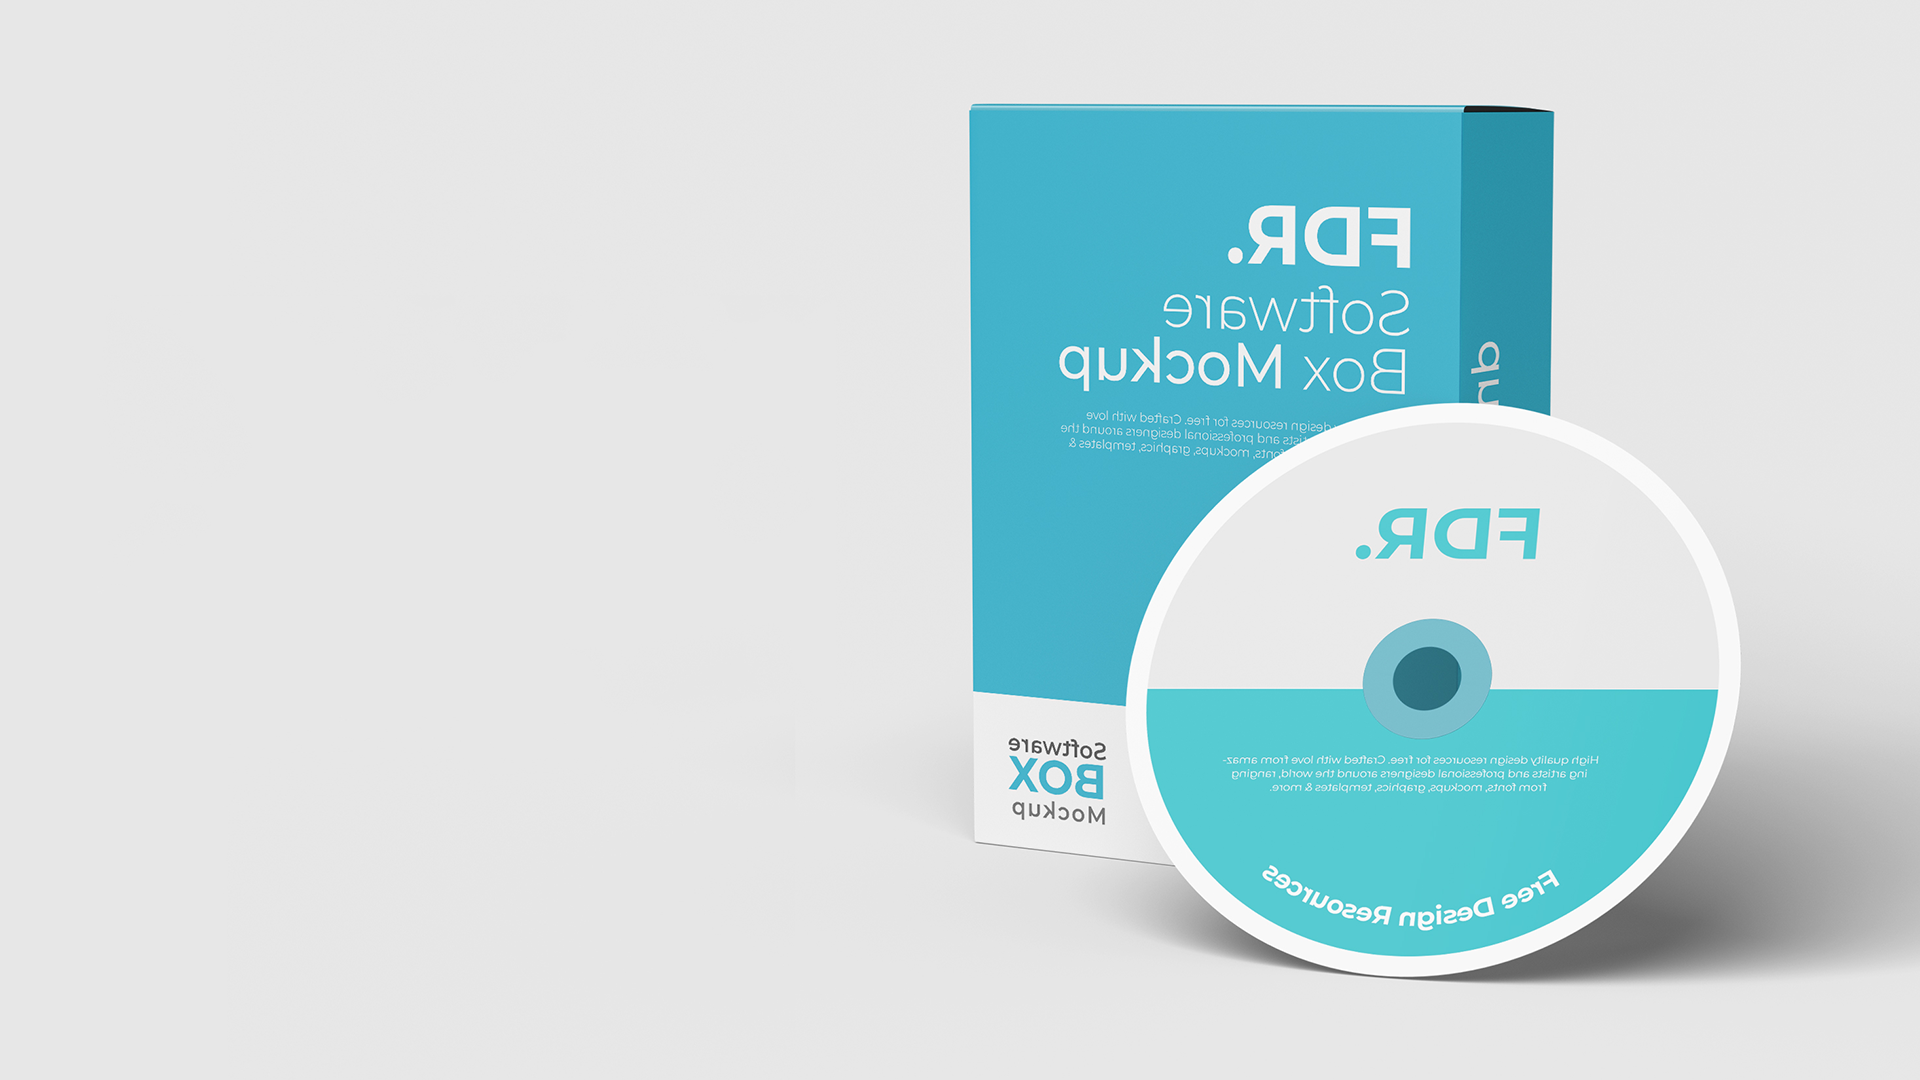 FDR.
Software
Box Mockup
design resources for free. Crafted with love
and professional designers around the
mockups, graphics, templates &
Software
BOX
Mockup
FDR.
High quality design resources for free. Crafted with love from amaz-
ing artists and professional designers around the world, ranging
from fonts, mockups, graphics, templates & more.
Free Design Resources